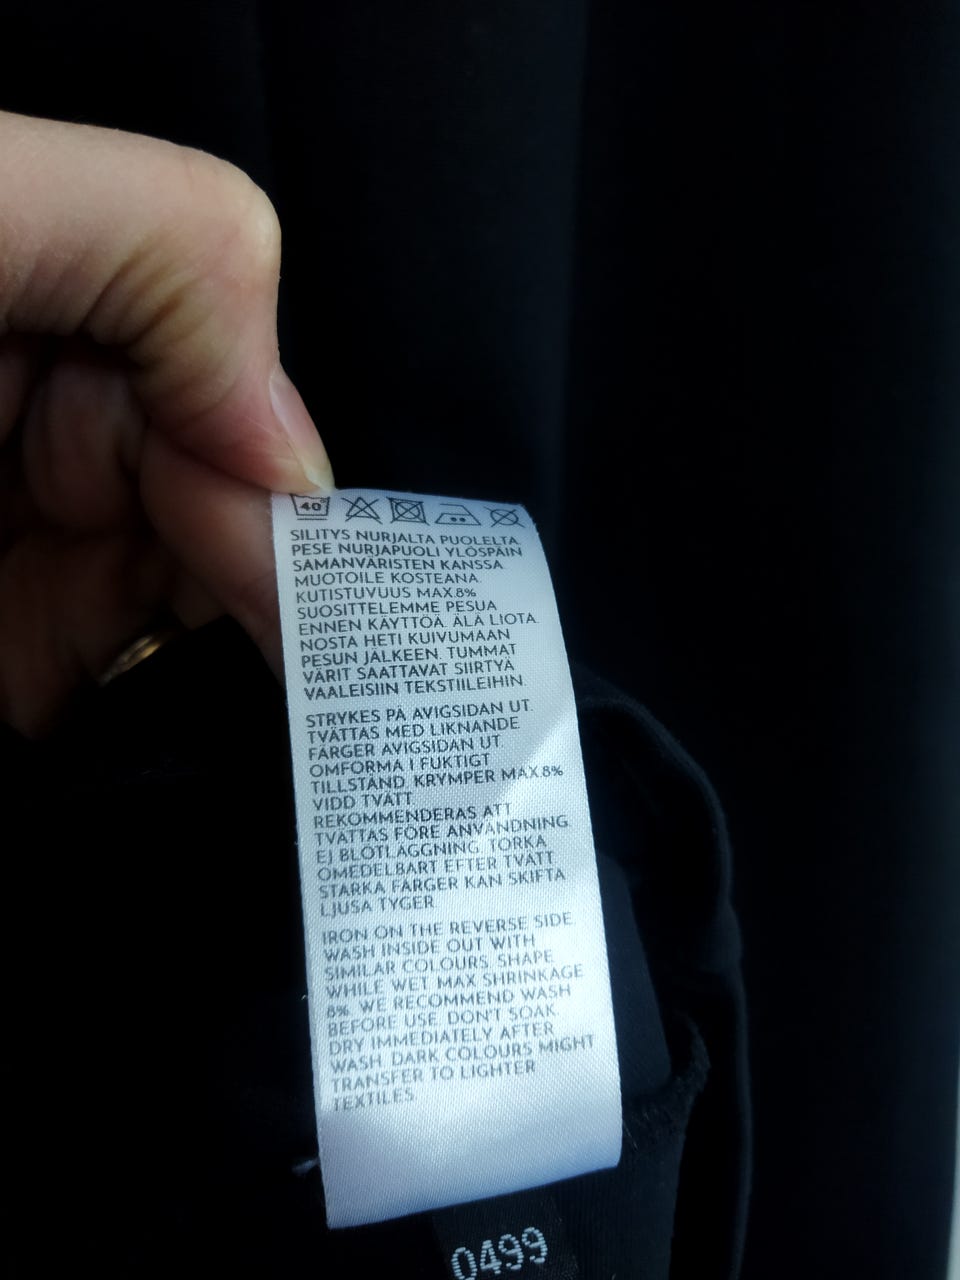 40°
SILITYS NURJALTA PUOLELTA.
PESE NURJAPUOLI YLÖSPÄIN
SAMANVÄRISTEN KANSSA.
MUOTOILE KOSTEANA.
KUTISTUVUUS MAX.8%
SUOSITTELEMME PESUA
ENNEN KÄYTTÖÄ. ÄLÄ LIOTA.
NOSTA HETI KUIVUMAAN
PESUN JÄLKEEN. TUMMAT
VÄRIT SAATTAVAT SIIRTYÄ
VAALEISIIN TEKSTIILEIHIN.
STRYKES PÅ AVIGSIDAN UT.
TVÄTTAS MED LIKNANDE
FÄRGER AVIGSIDAN UT.
OMFORMA I FUKTIGT
TILLSTÅND. KRYMPER MAX.8%
VIDD TVÄTT.
REKOMMENDERAS ATT
TVÄTTAS FÖRE ANVÄNDNING.
EJ BLÖTLÄGGNING. TORKA
OMEDELBART EFTER TVÄTT.
STARKA FÄRGER KAN SKIFTA
LJUSA TYGER.
IRON ON THE REVERSE SIDE.
WASH INSIDE OUT WITH
SIMILAR COLOURS. SHAPE
WHILE WET. MAX SHRINKAGE
8%. WE RECOMMEND WASH
BEFORE USE. DON'T SOAK.
DRY IMMEDIATELY AFTER
WASH. DARK COLOURS MIGHT
TRANSFER TO LIGHTER
TEXTILES.
0499